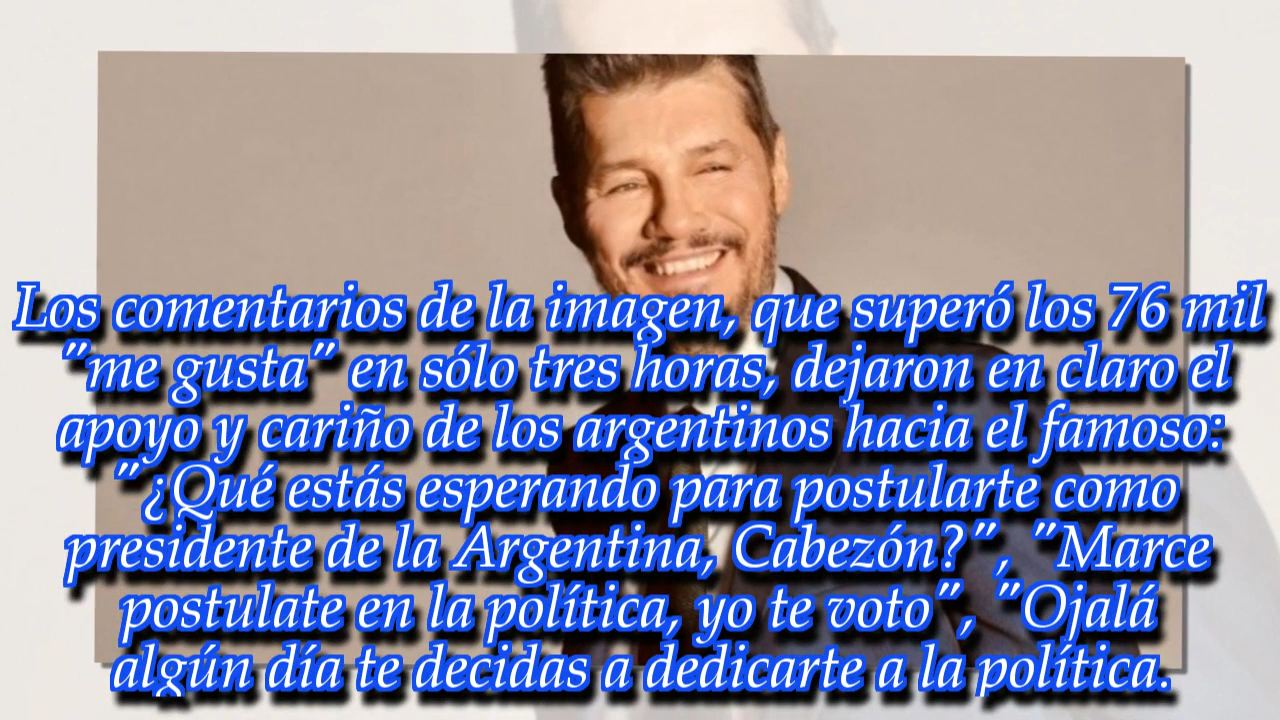 Los comentarios de la imagen, que superó los 76 mil
"me gusta" en sólo tres horas, dejaron en claro el
apoyo y cariño de los argentinos hacia el famoso:
"¿Qué estás esperando para postularte como
presidente de la Argentina, Cabezón?", "Marce
postulate en la política, yo te voto", "Ojalá
algún día te decidas a dedicarte a la política.